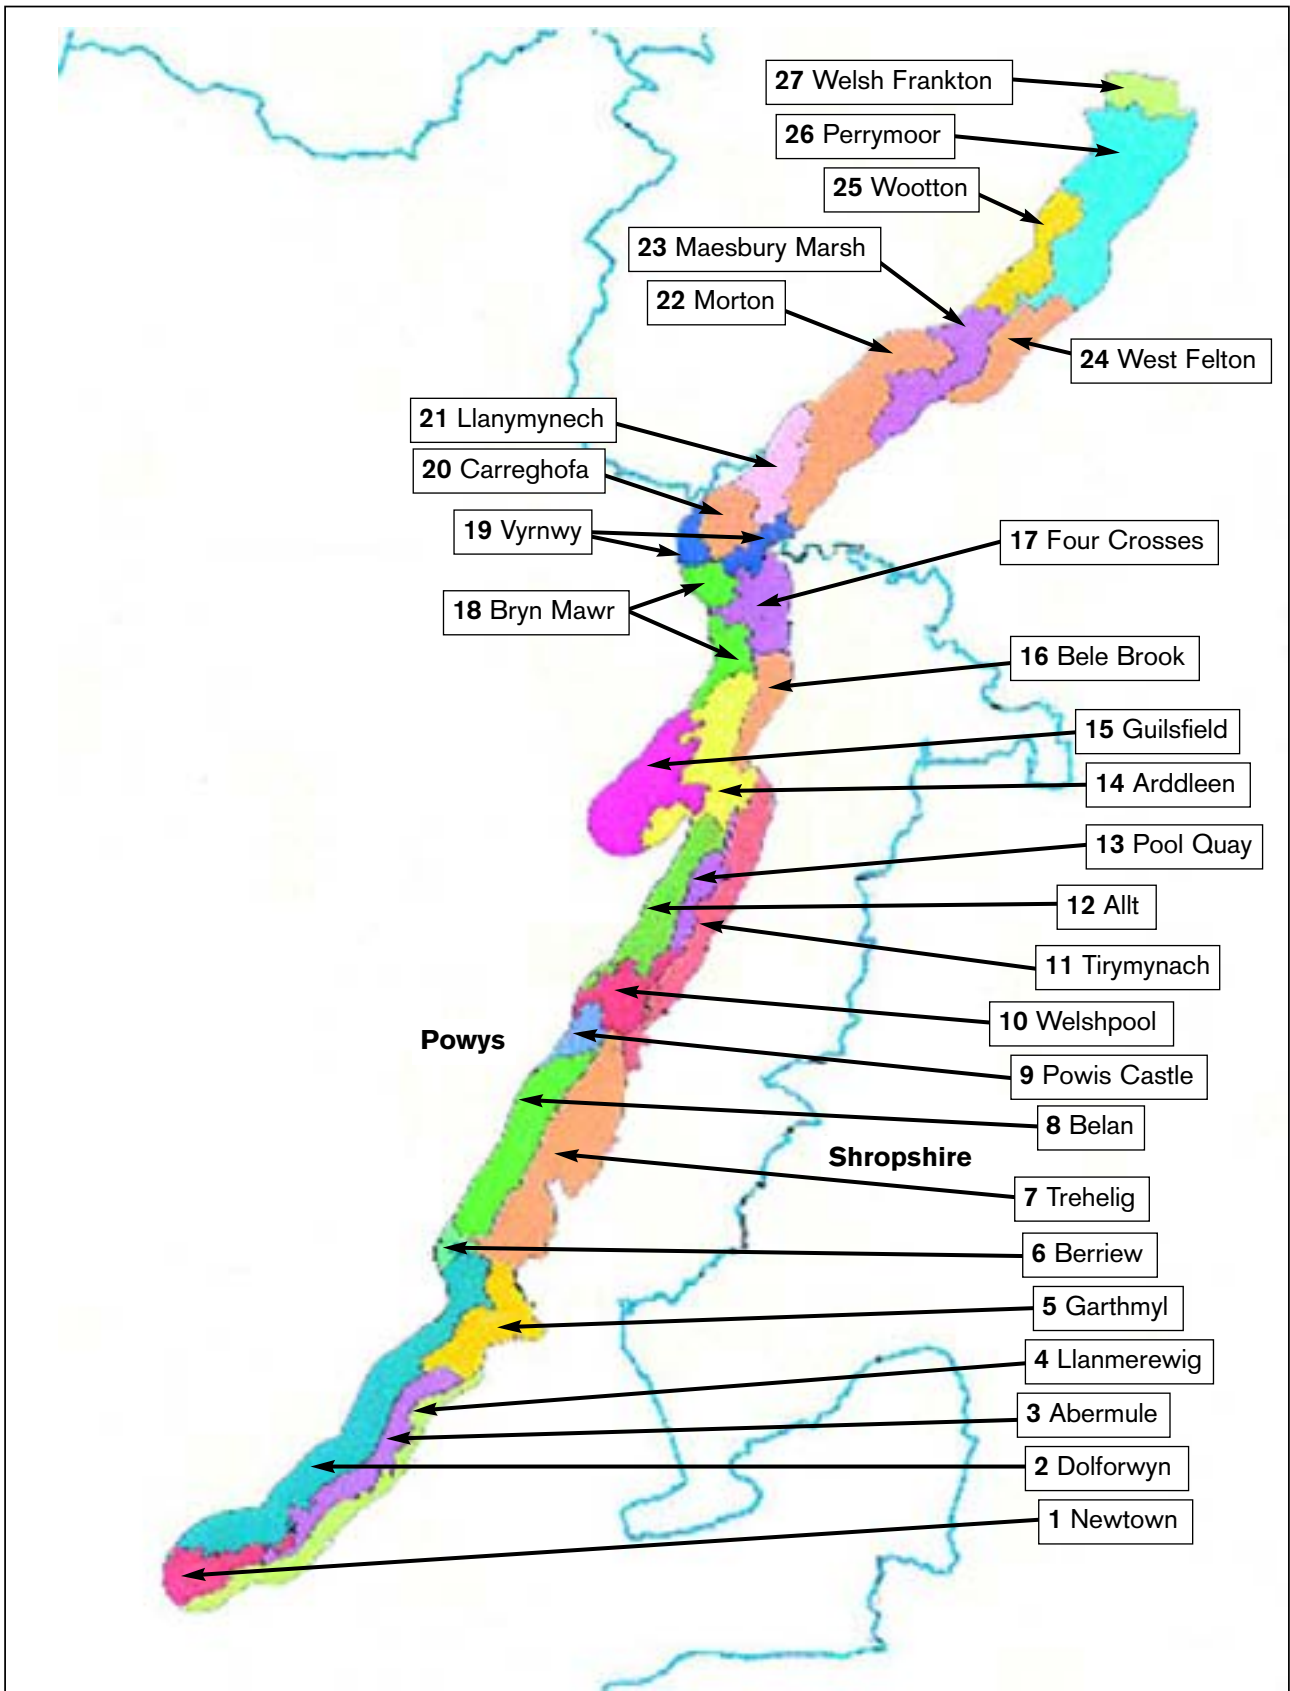 27 Welsh Frankton
26 Perrymoor
25 Wootton
23 Maesbury Marsh
22 Morton
24 West Felton
21 Llanymynech
20 Carreghofa
19 Vyrnwy
17 Four Crosses
18 Bryn Mawr
16 Bele Brook
15 Guilsfield
14 Arddleen
13 Pool Quay
12 Allt
11 Tirymynach
10 Welshpool
Powys
9 Powis Castle
8 Belan
Shropshire
7 Trehelig
6 Berriew
5 Garthmyl
4 Llanmerewig
3 Abermule
2 Dolforwyn
1 Newtown